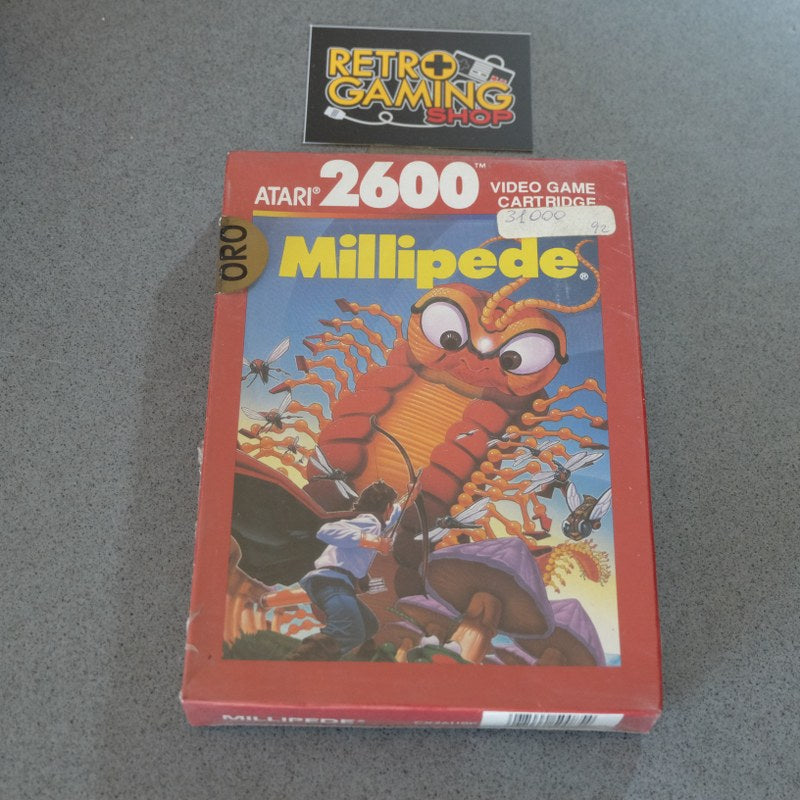 RETRO
GAMING
SHOP
ATARI® 2600™ VIDEO GAME
CARTRIDGE
31000
92
ORO
Millipede®
MILLIPEDE®